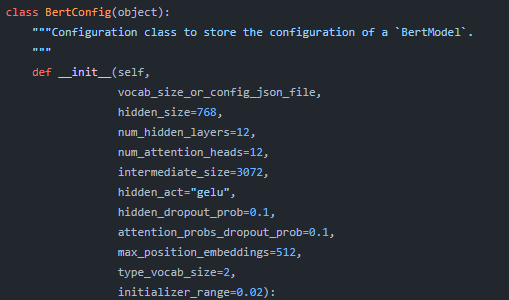 class BertConfig(object):
    """Configuration class to store the configuration of a `BertModel`.
    """
    def __init__(self,
                 vocab_size_or_config_json_file,
                 hidden_size=768,
                 num_hidden_layers=12,
                 num_attention_heads=12,
                 intermediate_size=3072,
                 hidden_act="gelu",
                 hidden_dropout_prob=0.1,
                 attention_probs_dropout_prob=0.1,
                 max_position_embeddings=512,
                 type_vocab_size=2,
                 initializer_range=0.02):